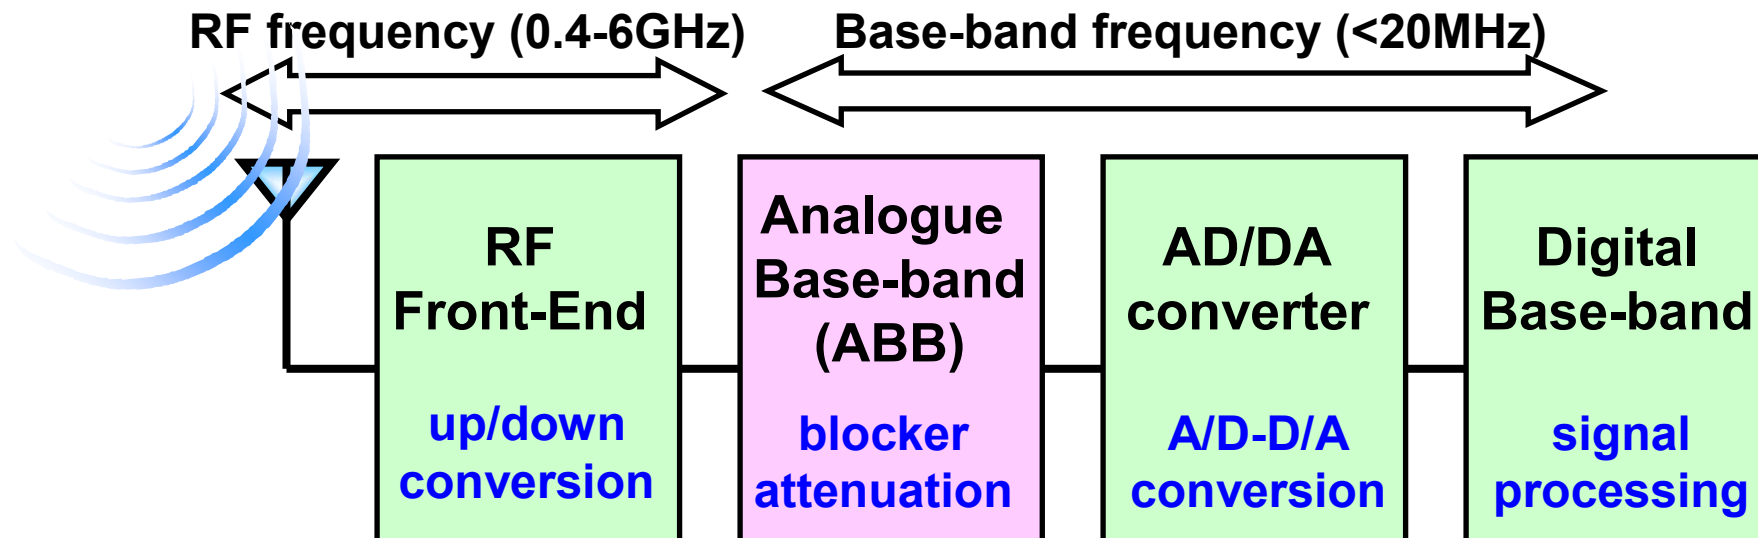 RF frequency (0.4-6GHz)
Base-band frequency (<20MHz)
RF
Front-End
up/down
conversion
Analogue
Base-band
(ABB)
blocker
attenuation
AD/DA
converter
A/D-D/A
conversion
Digital
Base-band
signal
processing